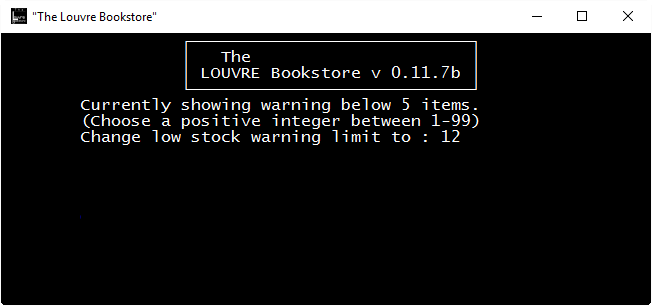 "The Louvre Bookstore"
The
LOUVRE Bookstore v 0.11.7b
Currently showing warning below 5 items.
(Choose a positive integer between 1-99)
Change low stock warning limit to : 12